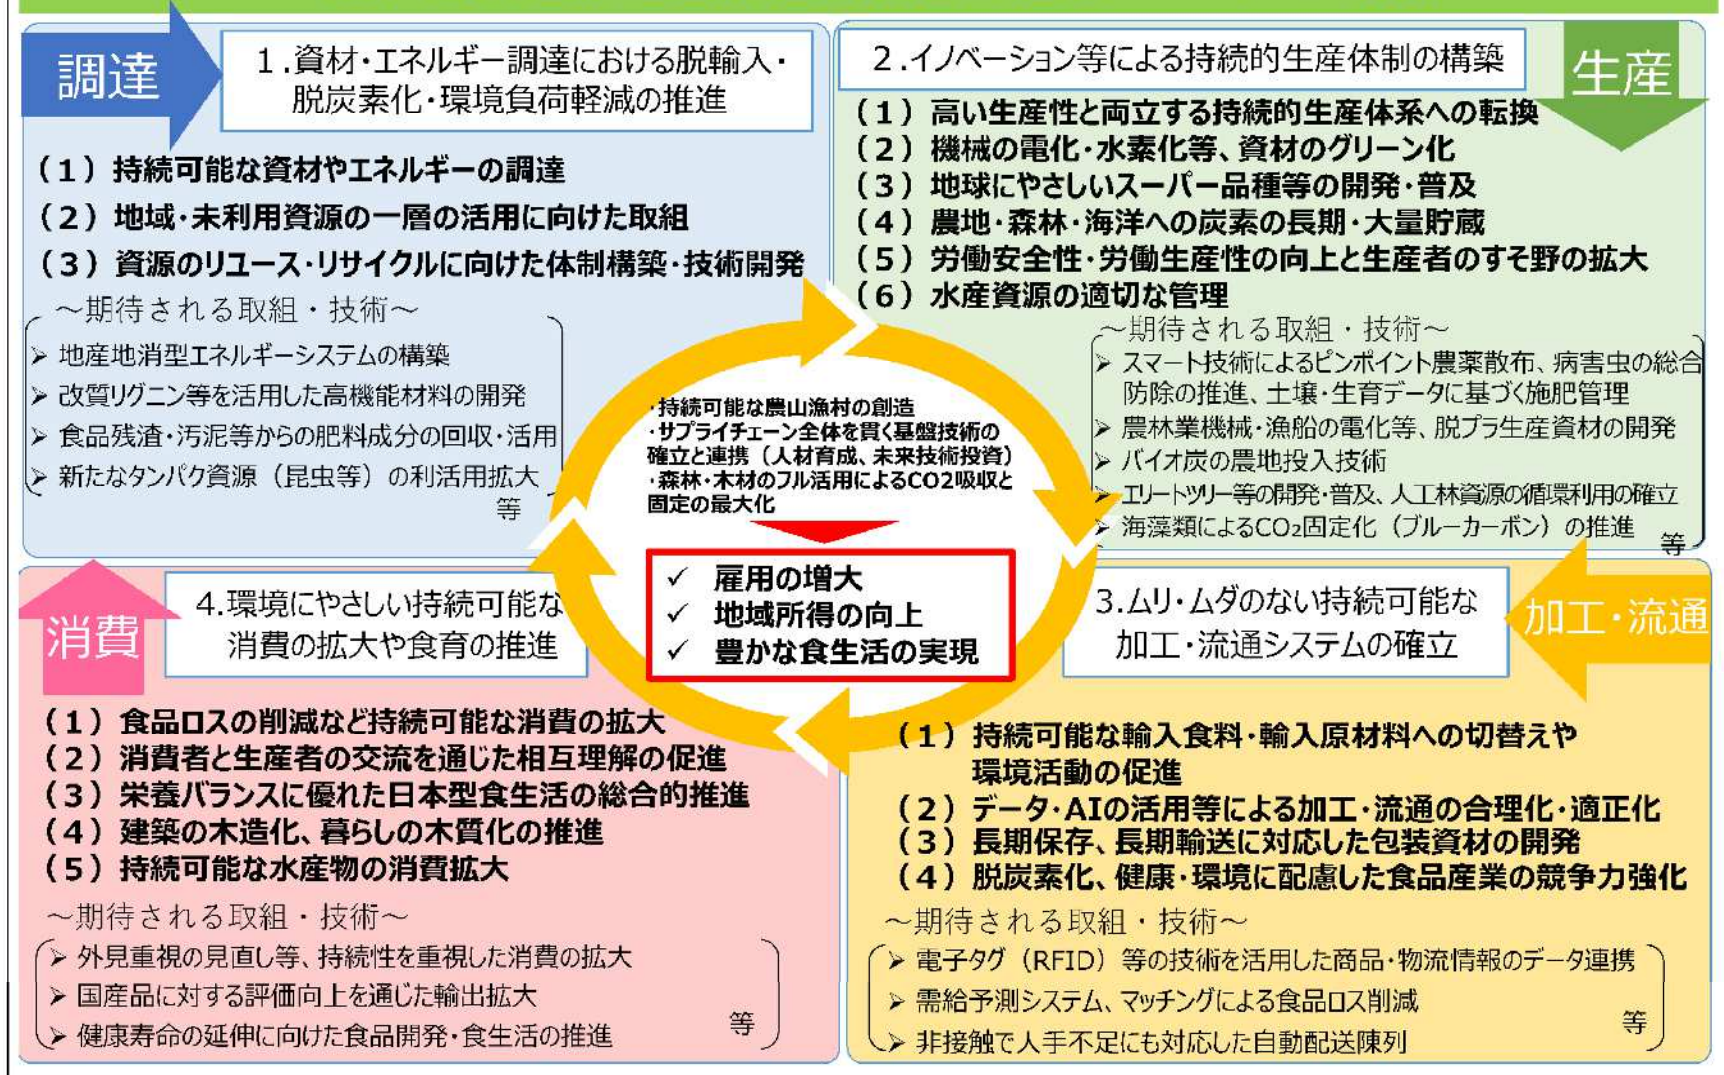 調達
1.資材・エネルギー調達における脱輸入・
脱炭素化・環境負荷軽減の推進
（１）持続可能な資材やエネルギーの調達
（２）地域・未利用資源の一層の活用に向けた取組
（３）資源のリユース・リサイクルに向けた体制構築・技術開発
～期待される取組・技術～
➢ 地産地消型エネルギーシステムの構築
➢ 改質リグニン等を活用した高機能材料の開発
➢ 食品残渣・汚泥等からの肥料成分の回収・活用
➢ 新たなタンパク資源（昆虫等）の利活用拡大
等
2.イノベーション等による持続的生産体制の構築
生産
（１）高い生産性と両立する持続的生産体系への転換
（２）機械の電化・水素化等、資材のグリーン化
（３）地球にやさしいスーパー品種等の開発・普及
（４）農地・森林・海洋への炭素の長期・大量貯蔵
（５）労働安全性・労働生産性の向上と生産者のすそ野の拡大
（６）水産資源の適切な管理
～期待される取組・技術～
➢ スマート技術によるピンポイント農薬散布、病害虫の総合
防除の推進、土壌・生育データに基づく施肥管理
➢ 農林業機械・漁船の電化等、脱プラ生産資材の開発
➢ バイオ炭の農地投入技術
➢ エリートツリー等の開発・普及、人工林資源の循環利用の確立
➢ 海藻類によるCO₂固定化（ブルーカーボン）の推進
等
・持続可能な農山漁村の創造
・サプライチェーン全体を貫く基盤技術の
確立と連携（人材育成、未来技術投資）
・森林・木材のフル活用によるCO2吸収と
固定の最大化
✓ 雇用の増大
✓ 地域所得の向上
✓ 豊かな食生活の実現
3.ムリ・ムダのない持続可能な
加工・流通システムの確立
加工・流通
（１）持続可能な輸入食料・輸入原材料への切替えや
環境活動の促進
（２）データ・AIの活用等による加工・流通の合理化・適正化
（３）長期保存、長期輸送に対応した包装資材の開発
（４）脱炭素化、健康・環境に配慮した食品産業の競争力強化
～期待される取組・技術～
➢ 電子タグ（RFID）等の技術を活用した商品・物流情報のデータ連携
➢ 需給予測システム、マッチングによる食品ロス削減
➢ 非接触で人手不足にも対応した自動配送陳列
等
消費
4.環境にやさしい持続可能な
消費の拡大や食育の推進
（１）食品ロスの削減など持続可能な消費の拡大
（２）消費者と生産者の交流を通じた相互理解の促進
（３）栄養バランスに優れた日本型食生活の総合的推進
（４）建築の木造化、暮らしの木質化の推進
（５）持続可能な水産物の消費拡大
～期待される取組・技術～
➢ 外見重視の見直し等、持続性を重視した消費の拡大
➢ 国産品に対する評価向上を通じた輸出拡大
➢ 健康寿命の延伸に向けた食品開発・食生活の推進
等